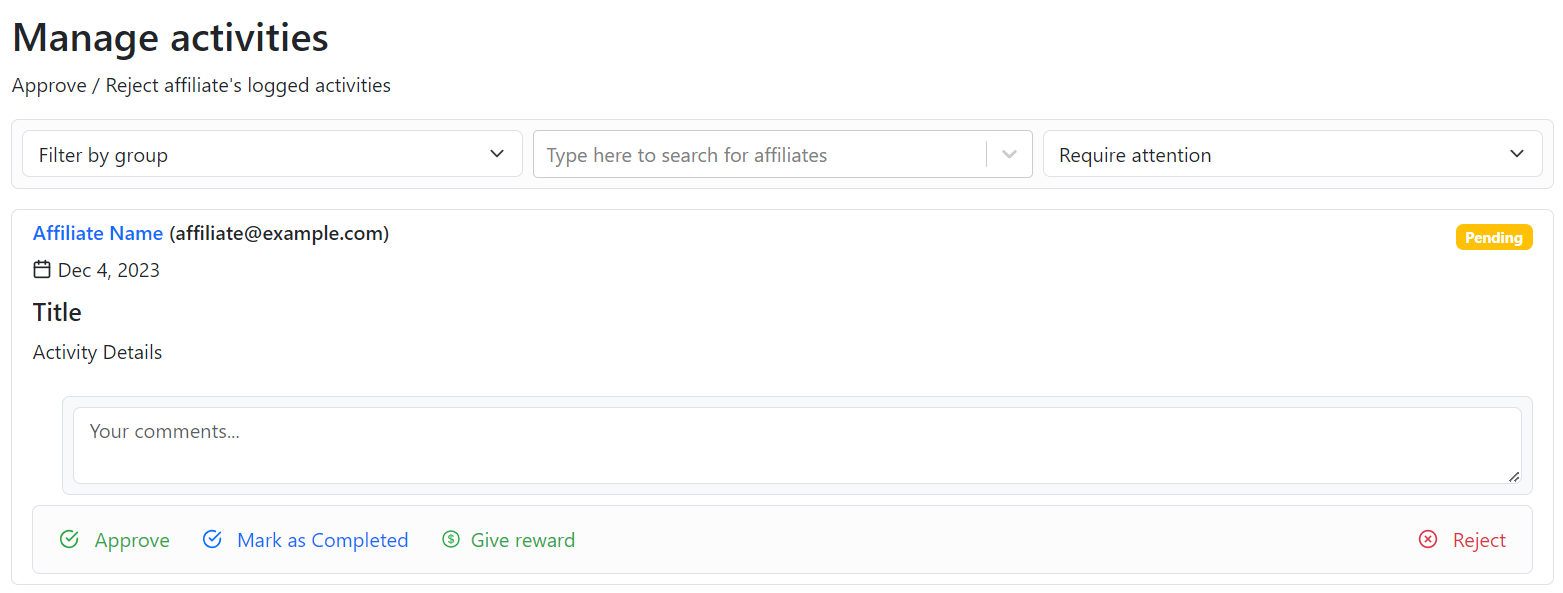 Manage activities
Approve / Reject affiliate's logged activities
Filter by group
Type here to search for affiliates
Require attention
Affiliate Name (affiliate@example.com)
Pending
Dec 4, 2023
Title
Activity Details
Your comments...
Approve
Mark as Completed
Give reward
Reject